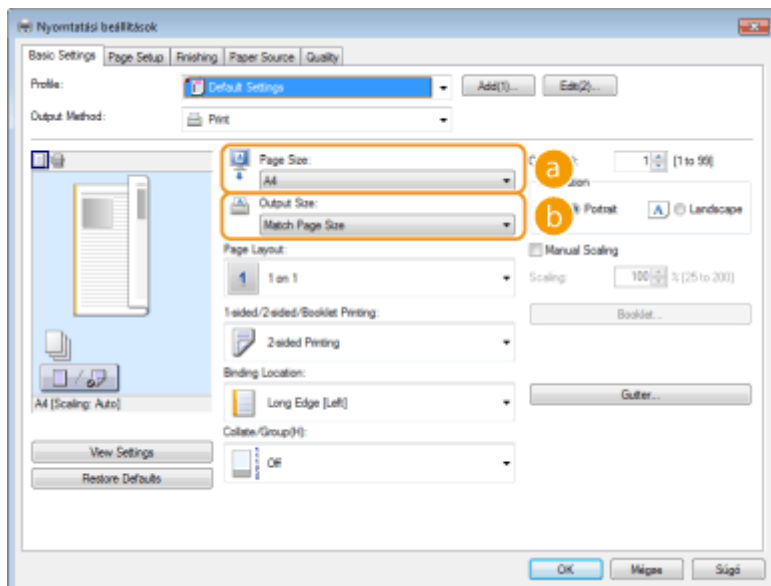 Nyomtatási beállítások
Basic Settings Page Setup Finishing Paper Source Quality
Profile: Default Settings Add(1)... Edit(2)...
Output Method: Print
Page Size:
A4
a
1 [1 to 99]
Output Size:
Match Page Size
b
Portrait A Landscape
Page Layout:
1 1 on 1
Manual Scaling
Scaling: 100 % [25 to 200]
1-sided/2-sided/Booklet Printing:
2-sided Printing
Booklet...
Binding Location:
Long Edge [Left]
Gutter...
A4 [Scaling: Auto]
Collate/Group(H):
Off
View Settings
Restore Defaults
OK Mégse Súgó